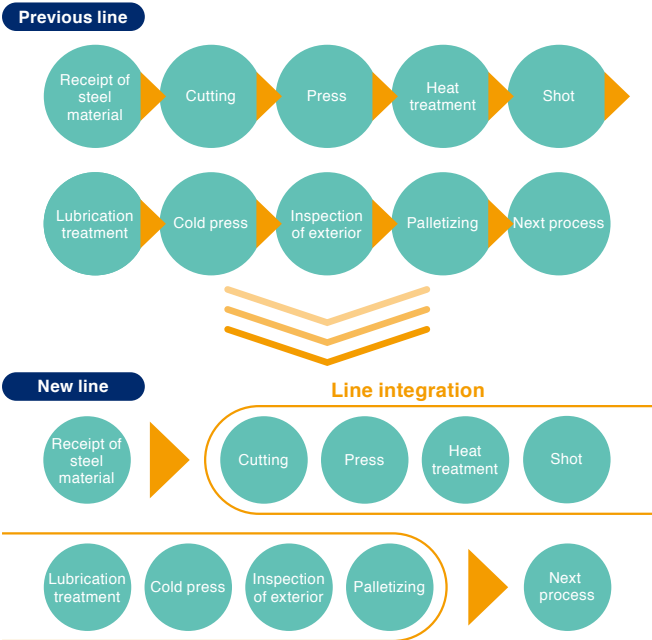 Previous line
Receipt of
steel
material
Cutting
Press
Heat
treatment
Shot
Lubrication
treatment
Cold press
Inspection
of exterior
Palletizing
Next process
New line
Line integration
Receipt of
steel
material
Cutting
Press
Heat
treatment
Shot
Lubrication
treatment
Cold press
Inspection
of exterior
Palletizing
Next
process